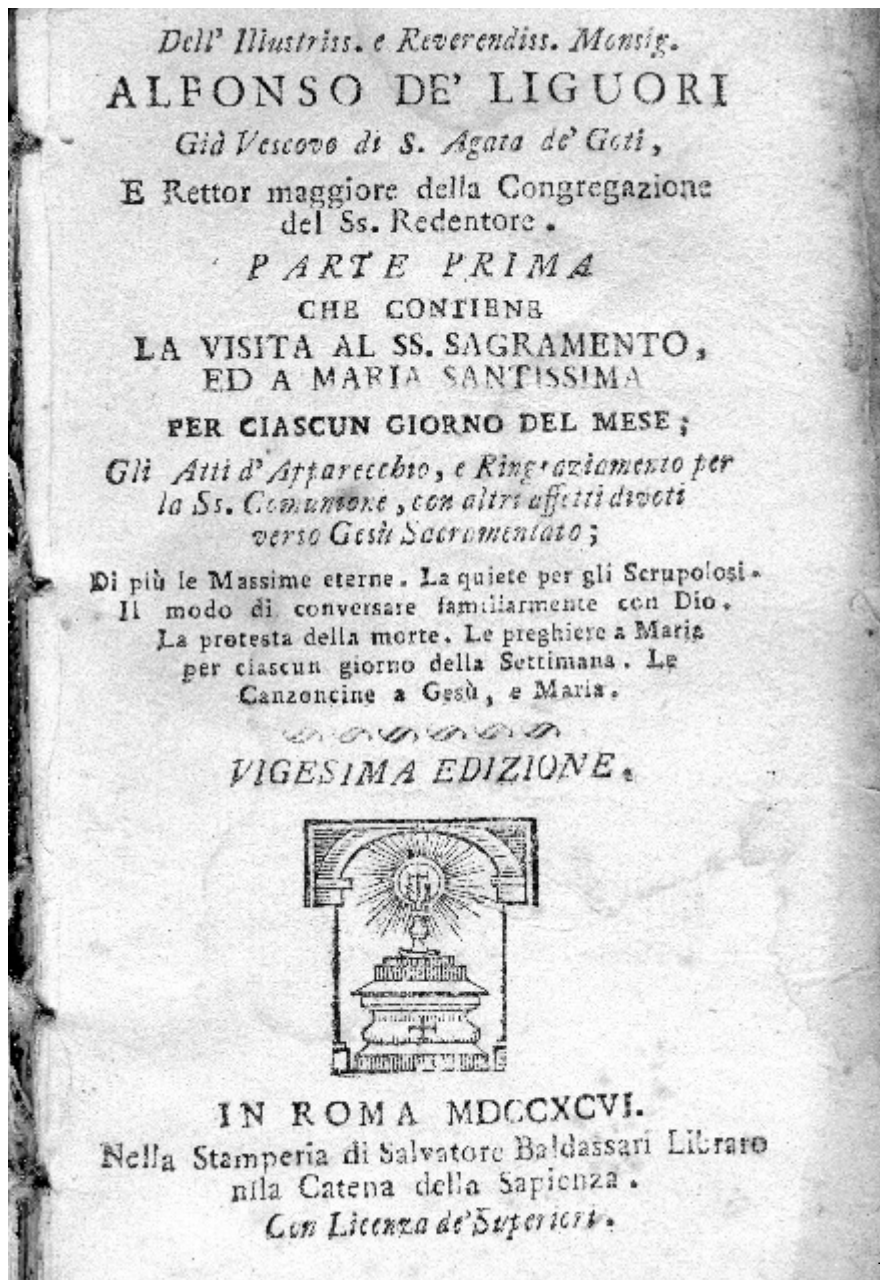 Dell' Illustriss. e Reverendiss. Monsig.
ALFONSO DE' LIGUORI
Già Vescovo di S. Agata de' Goti,
E Rettor maggiore della Congregazione
del Ss. Redentore.
PARTE PRIMA
CHE CONTIENE
LA VISITA AL SS. SAGRAMENTO,
ED A MARIA SANTISSIMA
PER CIASCUN GIORNO DEL MESE;
Gli Atti d'Apparecchio, e Ringraziamento per
la Ss. Comunione, con altri affetti divoti
verso Gesù Sacramentato;
Di più le Massime eterne. La quiete per gli Scrupolosi.
Il modo di conversare familiarmente con Dio.
La protesta della morte. Le preghiere a Maria
per ciascun giorno della Settimana. Le
Canzoncine a Gesù, e Maria.
VIGESIMA EDIZIONE.
IN ROMA MDCCXCVI.
Nella Stamperia di Salvatore Baldassari Libraro
alla Catena della Sapienza.
Con Licenza de' Superiori.